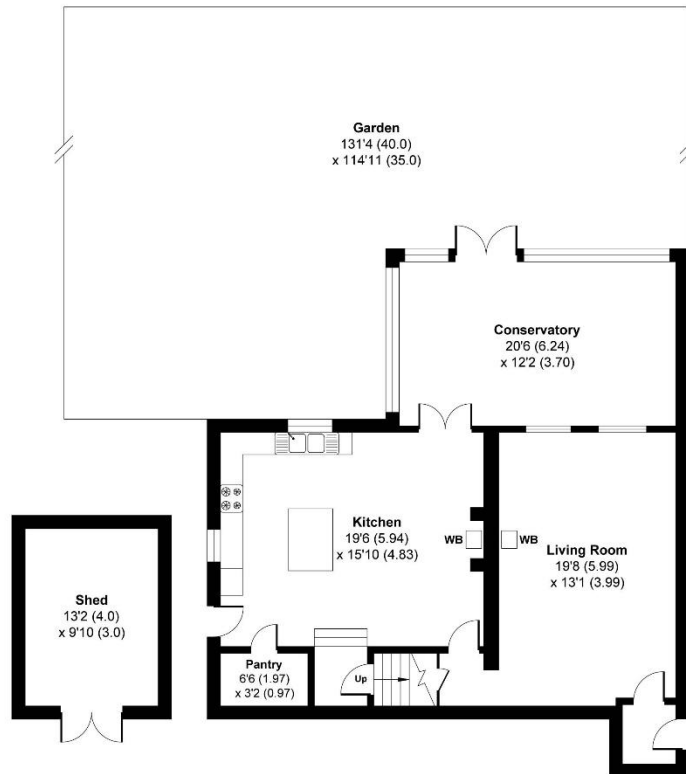 Garden
131'4 (40.0)
x 114'11 (35.0)
Conservatory
20'6 (6.24)
x 12'2 (3.70)
Kitchen
19'6 (5.94)
x 15'10 (4.83)
WB
WB
Living Room
19'8 (5.99)
x 13'1 (3.99)
Shed
13'2 (4.0)
x 9'10 (3.0)
Pantry
6'6 (1.97)
x 3'2 (0.97)
Up